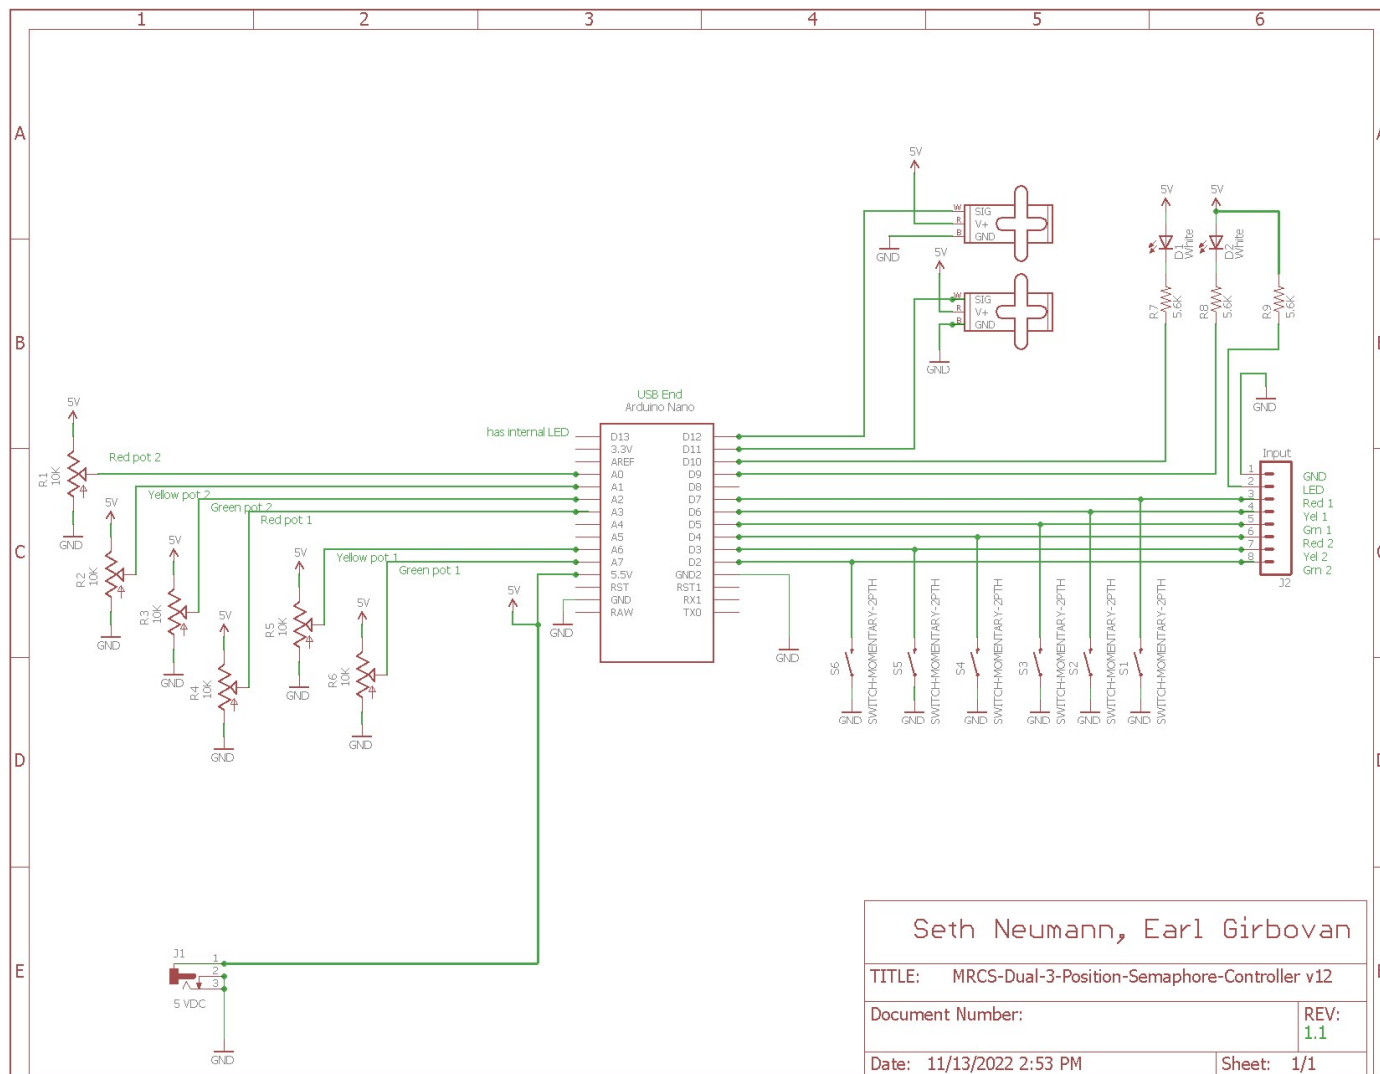 1 2 3 4 5 6
A
B
C
D
E
5V
W SIG
R V+
B GND
GND
5V
W SIG
R V+
B GND
GND
5V
D1
White
R7
5.6K
5V
D2
White
R8
5.6K
R9
5.6K
GND
USB End
Arduino Nano
has internal LED
D13 D12
3.3V D11
AREF D10
A0 D9
A1 D8
A2 D7
A3 D6
A4 D5
A5 D4
A6 D3
A7 D2
5.5V GND2
RST RST1
GND RX1
RAW TX0
5V
R1
10K
GND
Red pot 2
5V
R2
10K
GND
Yellow pot 2
5V
R3
10K
GND
Green pot 2
5V
R4
10K
GND
Red pot 1
5V
R5
10K
GND
Yellow pot 1
5V
R6
10K
GND
Green pot 1
5V
GND
GND
Input
1 GND
2 LED
3 Red 1
4 Yel 1
5 Grn 1
6 Red 2
7 Yel 2
8 Grn 2
J2
S6
SWITCH-MOMENTARY-2PTH
GND
S5
SWITCH-MOMENTARY-2PTH
GND
S4
SWITCH-MOMENTARY-2PTH
GND
S3
SWITCH-MOMENTARY-2PTH
GND
S2
SWITCH-MOMENTARY-2PTH
GND
S1
SWITCH-MOMENTARY-2PTH
GND
J1
1
2
3
5 VDC
GND
Seth Neumann, Earl Girbovan
TITLE: MRCS-Dual-3-Position-Semaphore-Controller v12
Document Number:
REV:
1.1
Date: 11/13/2022 2:53 PM
Sheet: 1/1